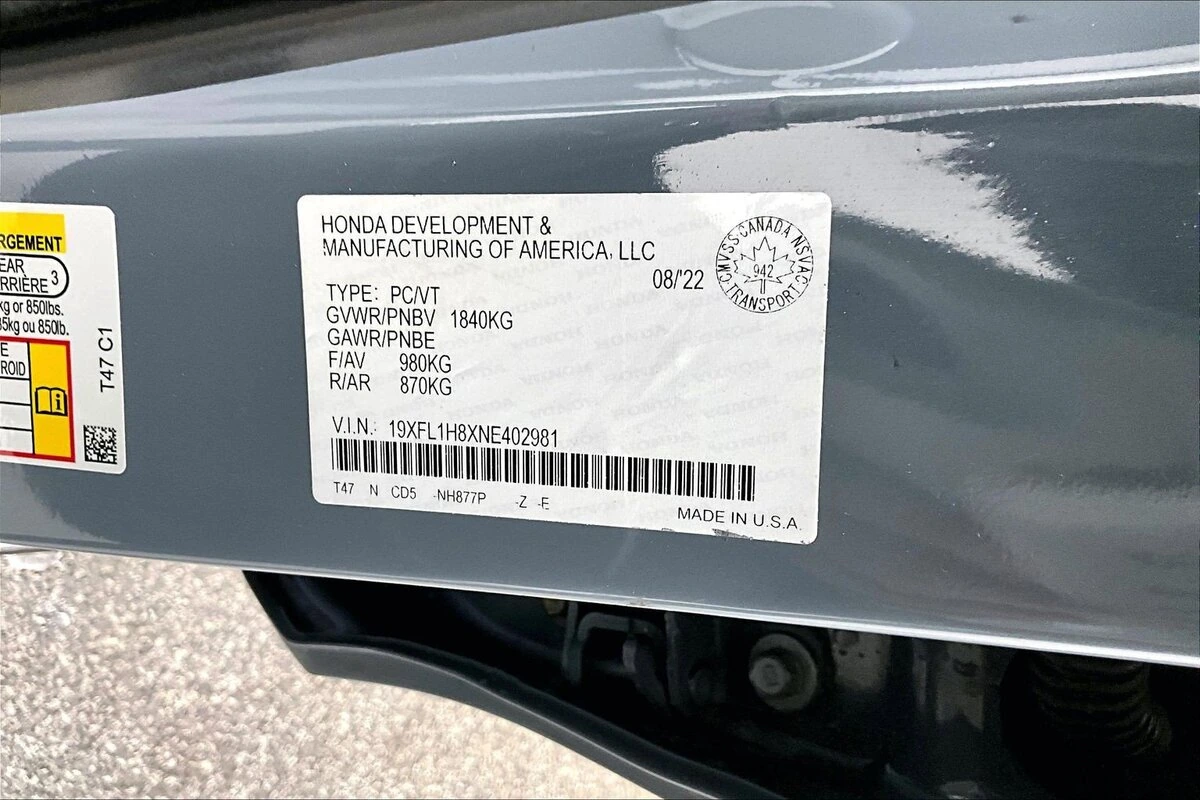 RGEMENT
EAR
RRIÈRE 3
kg or 850lbs.
85kg ou 850lb.
E
ROID
T47 C1
HONDA DEVELOPMENT &
MANUFACTURING OF AMERICA, LLC
08/'22
CMVSS CANADA NSVAC
942
TRANSPORT
TYPE: PC/VT
GVWR/PNBV 1840KG
GAWR/PNBE
F/AV 980KG
R/AR 870KG
V.I.N.: 19XFL1H8XNE402981
T47 N CD5 -NH877P -Z -E
MADE IN U.S.A.